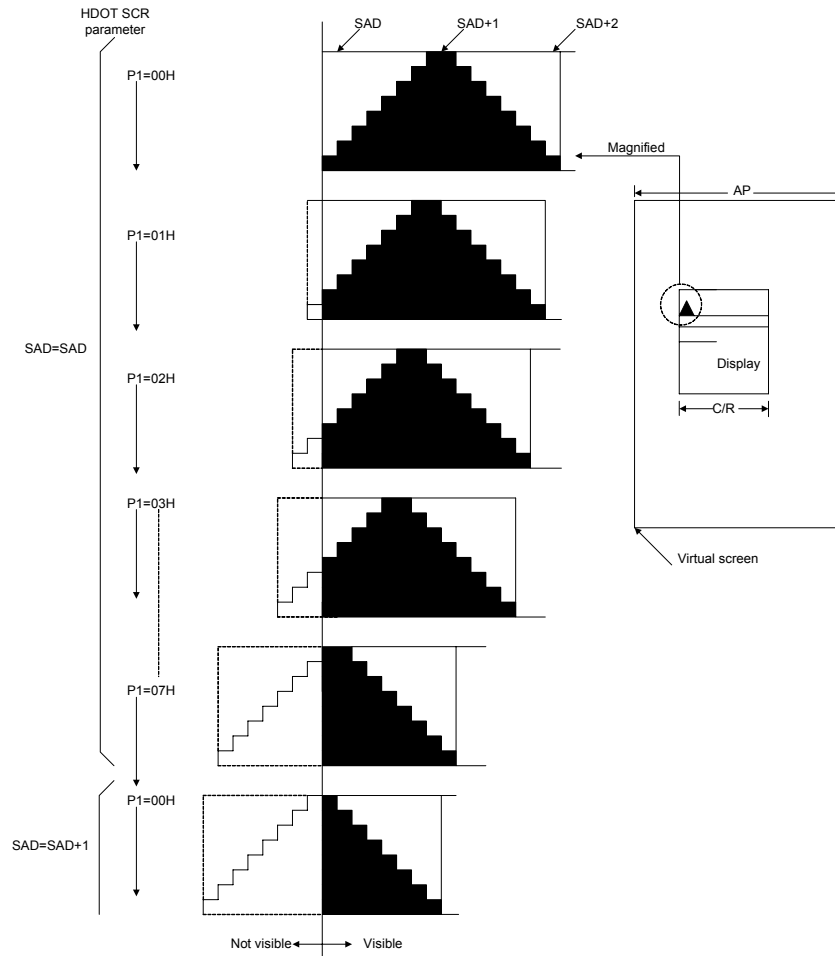 HDOT SCR
parameter
SAD
SAD+1
SAD+2
P1=00H
Magnified
AP
P1=01H
SAD=SAD
P1=02H
Display
C/R
P1=03H
Virtual screen
P1=07H
P1=00H
SAD=SAD+1
Not visible
Visible